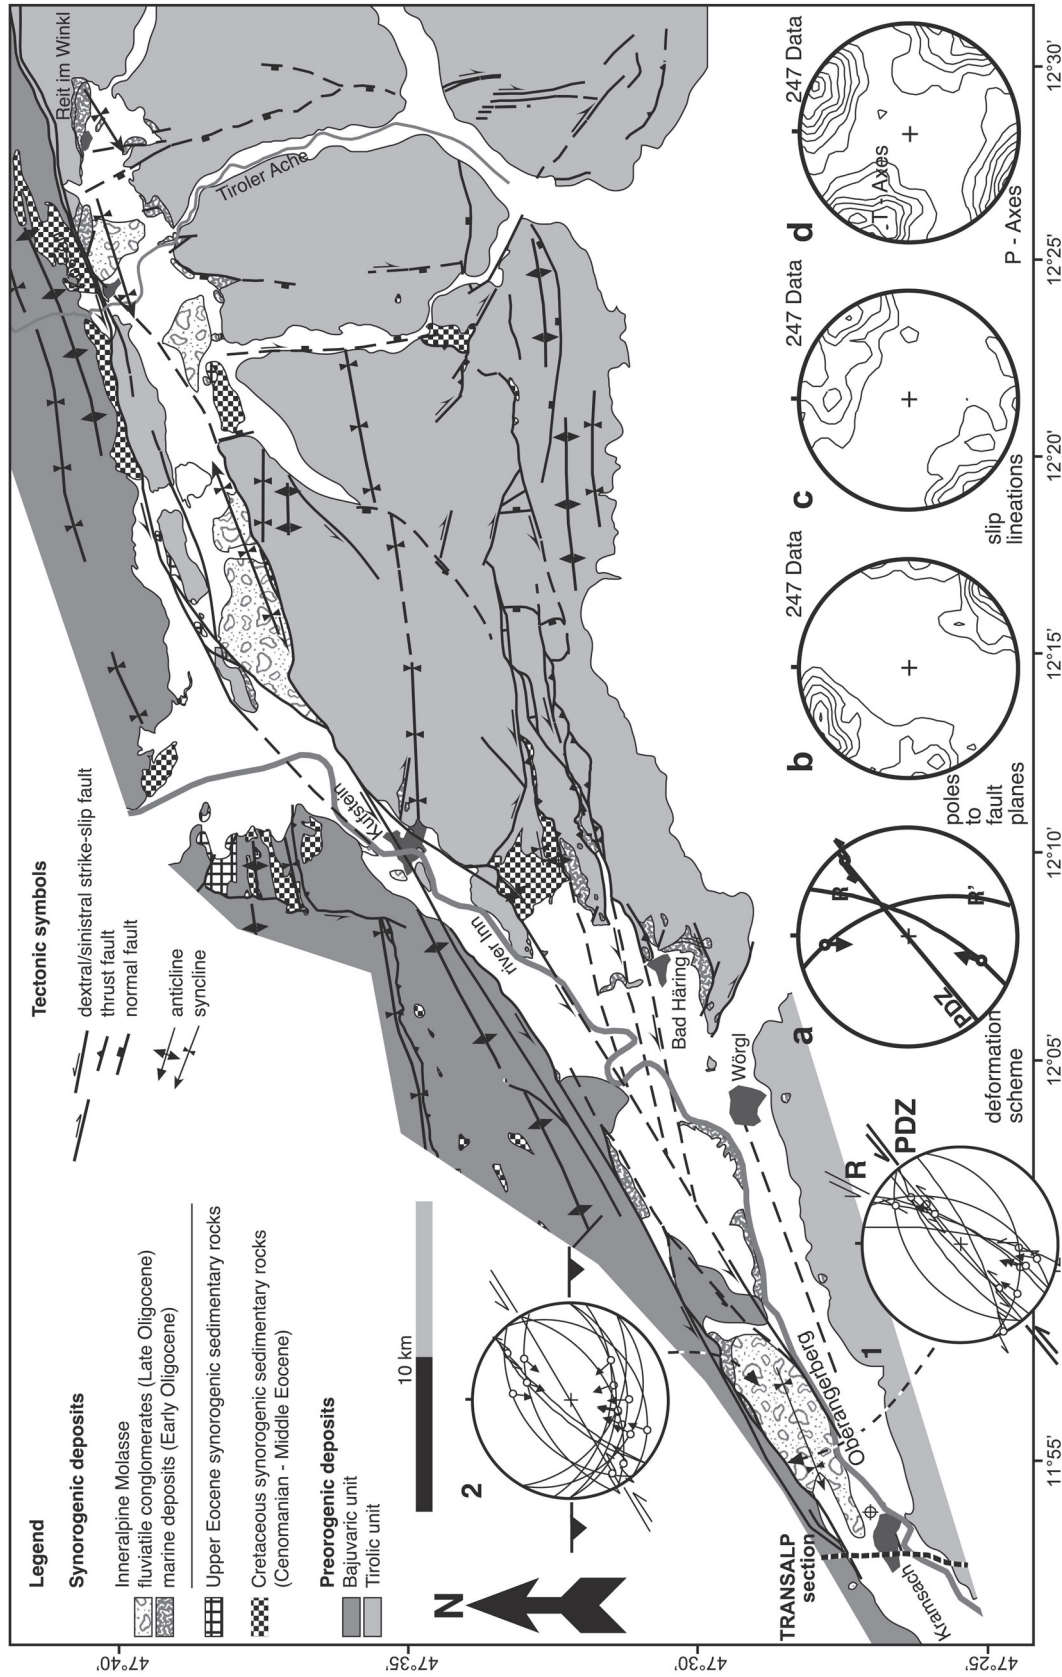 Legend
Synorogenic deposits
Inneralpine Molasse
fluviatile conglomerates (Late Oligocene)
marine deposits (Early Oligocene)
Upper Eocene synorogenic sedimentary rocks
Cretaceous synorogenic sedimentary rocks
(Cenomanian - Middle Eocene)
Preorogenic deposits
Bajuvaric unit
Tirolic unit
Tectonic symbols
dextral/sinistral strike-slip fault
thrust fault
normal fault
anticline
syncline
Reit im Winkl
Tiroler Ache
Kufstein
river Inn
Bad Häring
Wörgl
Oberangerberg
Kramsach
TRANSALP
section
N
10 km
2
1
R
PDZ
a
R
R'
PDZ
deformation
scheme
b
247 Data
poles
to
fault
planes
c
247 Data
slip
lineations
d
247 Data
T - Axes
P - Axes
47°40'
47°35'
47°30'
47°25'
11°55'
12°05'
12°10'
12°15'
12°20'
12°25'
12°30'